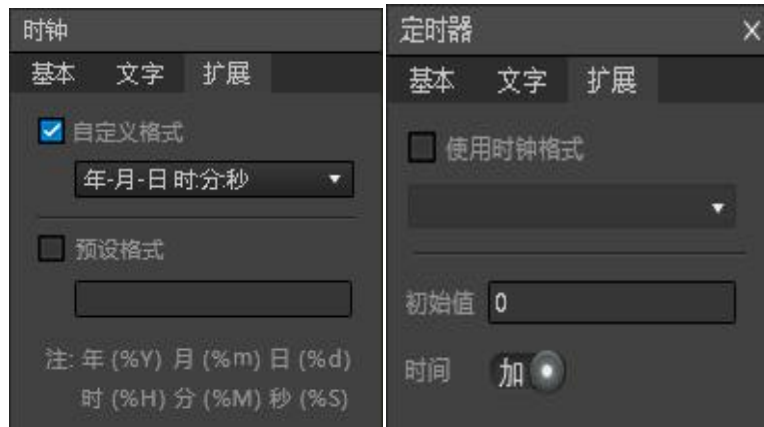 时钟
基本 文字 扩展
自定义格式
年-月-日 时:分:秒
预设格式
注: 年 (%Y) 月 (%m) 日 (%d)
时 (%H) 分 (%M) 秒 (%S)
定时器
基本 文字 扩展
使用时钟格式
初始值 0
时间 加